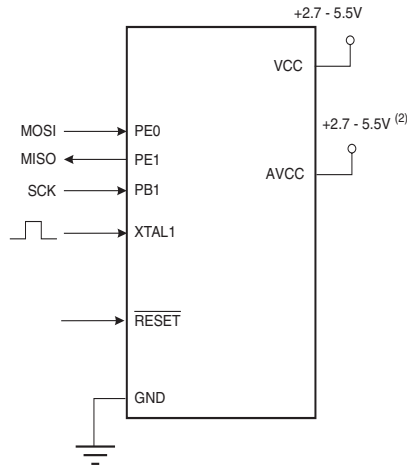 +2.7 - 5.5V
VCC
+2.7 - 5.5V (2)
MOSI PE0
MISO PE1
AVCC
SCK PB1
XTAL1
RESET
GND